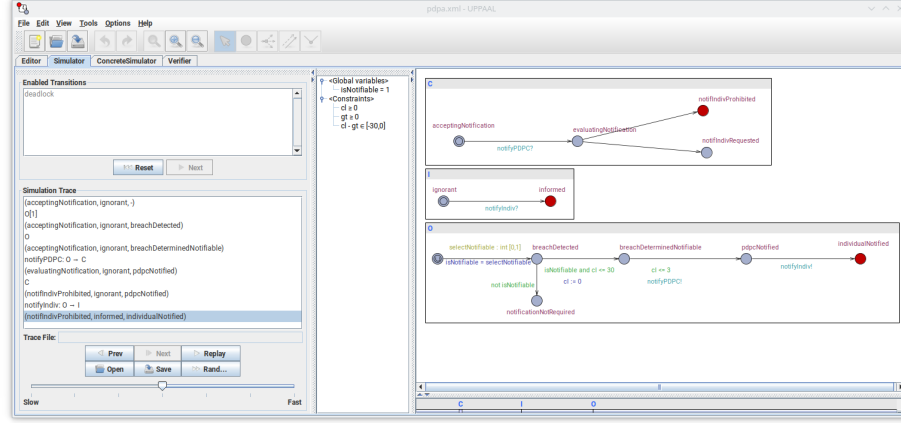 pdpa.xml - UPPAAL
File Edit View Tools Options Help
Editor Simulator ConcreteSimulator Verifier
Enabled Transitions
deadlock
Reset Next
Simulation Trace
(acceptingNotification, ignorant, -)
O[1]
(acceptingNotification, ignorant, breachDetected)
O
(acceptingNotification, ignorant, breachDeterminedNotifiable)
notifyPDPC: O → C
(evaluatingNotification, ignorant, pdpcNotified)
C
(notifIndivProhibited, ignorant, pdpcNotified)
notifyIndiv: O → I
(notifIndivProhibited, informed, individualNotified)
Trace File:
Prev Next Replay
Open Save Rand...
Slow Fast
<Global variables>
isNotifiable = 1
<Constraints>
cl ≥ 0
gt ≥ 0
cl - gt ∈ [-30,0]
C
notifIndivProhibited
acceptingNotification
evaluatingNotification
notifyPDPC?
notifIndivRequested
I
ignorant informed
notifyIndiv?
O
selectNotifiable : int [0,1] breachDetected breachDeterminedNotifiable pdpcNotified individualNotified
isNotifiable = selectNotifiable
isNotifiable and cl <= 30 cl <= 3 notifyIndiv!
cl := 0 notifyPDPC!
not isNotifiable
notificationNotRequired
C I O